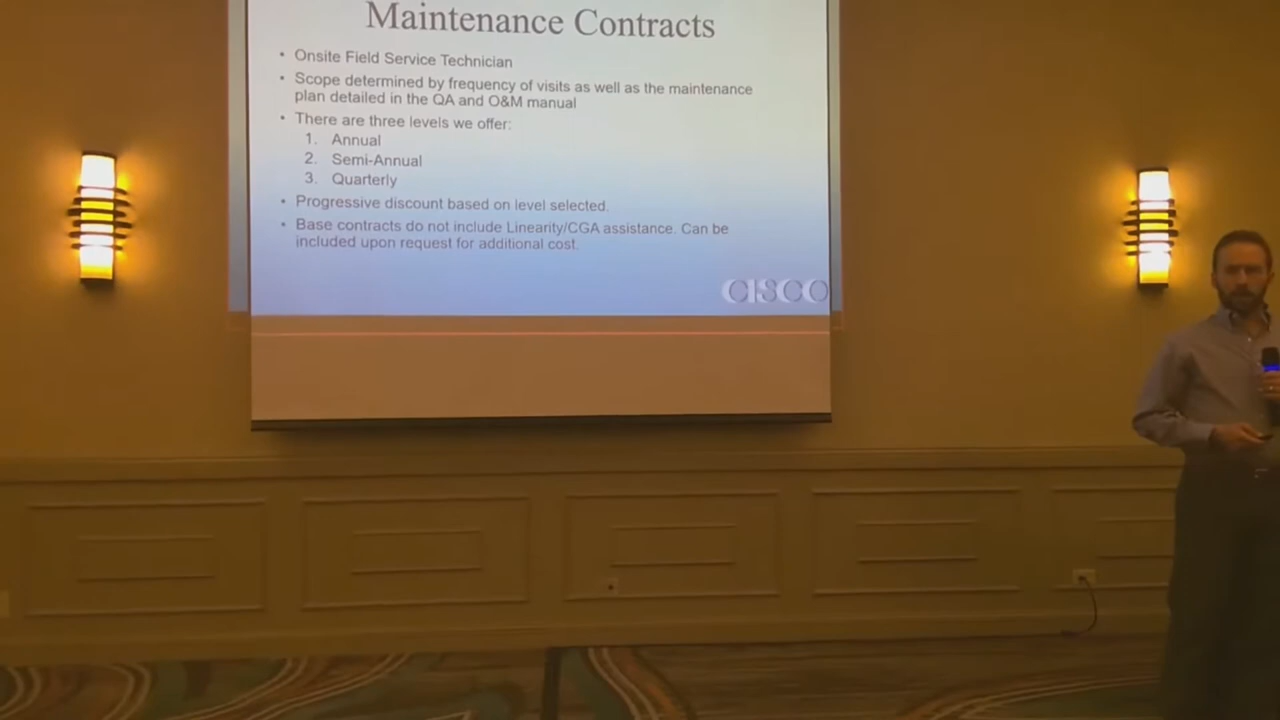 Maintenance Contracts
• Onsite Field Service Technician
• Scope determined by frequency of visits as well as the maintenance
plan detailed in the QA and O&M manual
• There are three levels we offer:
1. Annual
2. Semi-Annual
3. Quarterly
• Progressive discount based on level selected.
• Base contracts do not include Linearity/CGA assistance. Can be
included upon request for additional cost.
CISCO